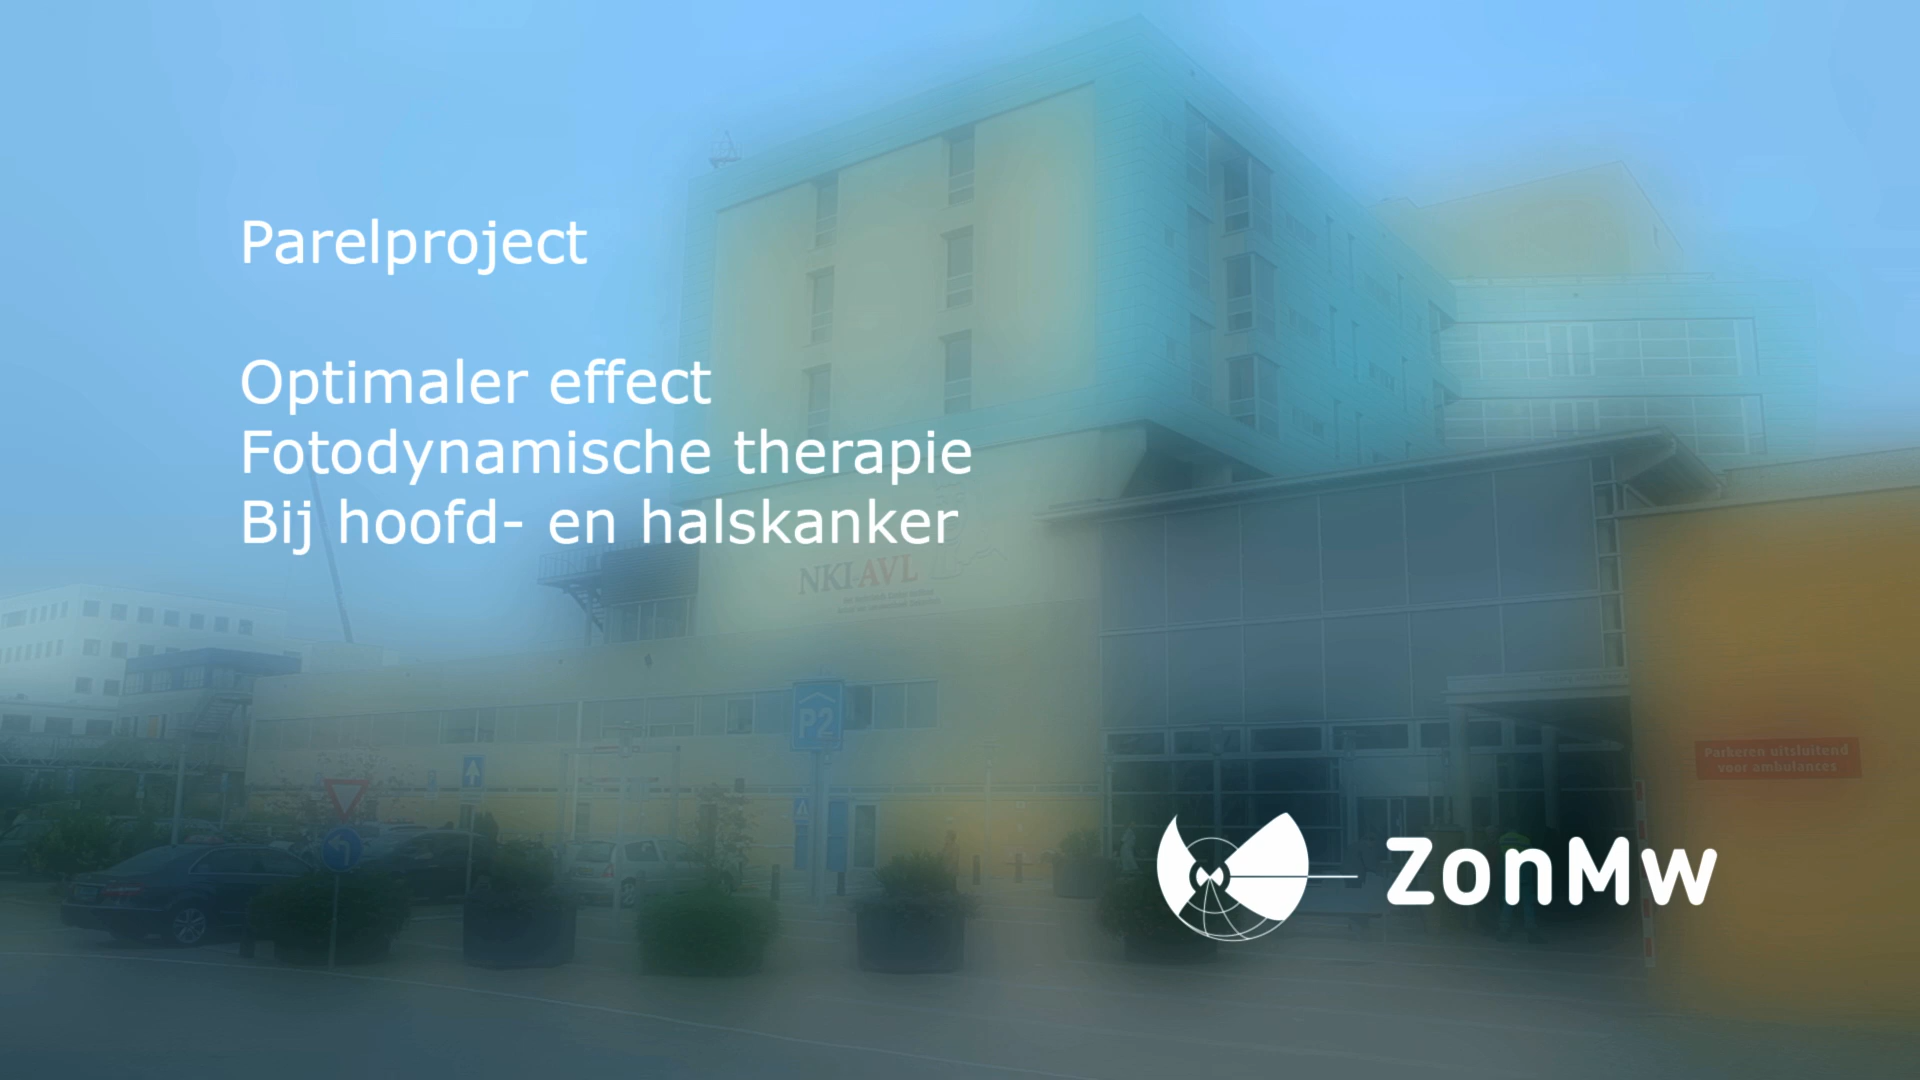 Parelproject
Optimaler effect
Fotodynamische therapie
Bij hoofd- en halskanker
NKI-AVL
P2
Parkeren uitsluitend
voor ambulances
ZonMw